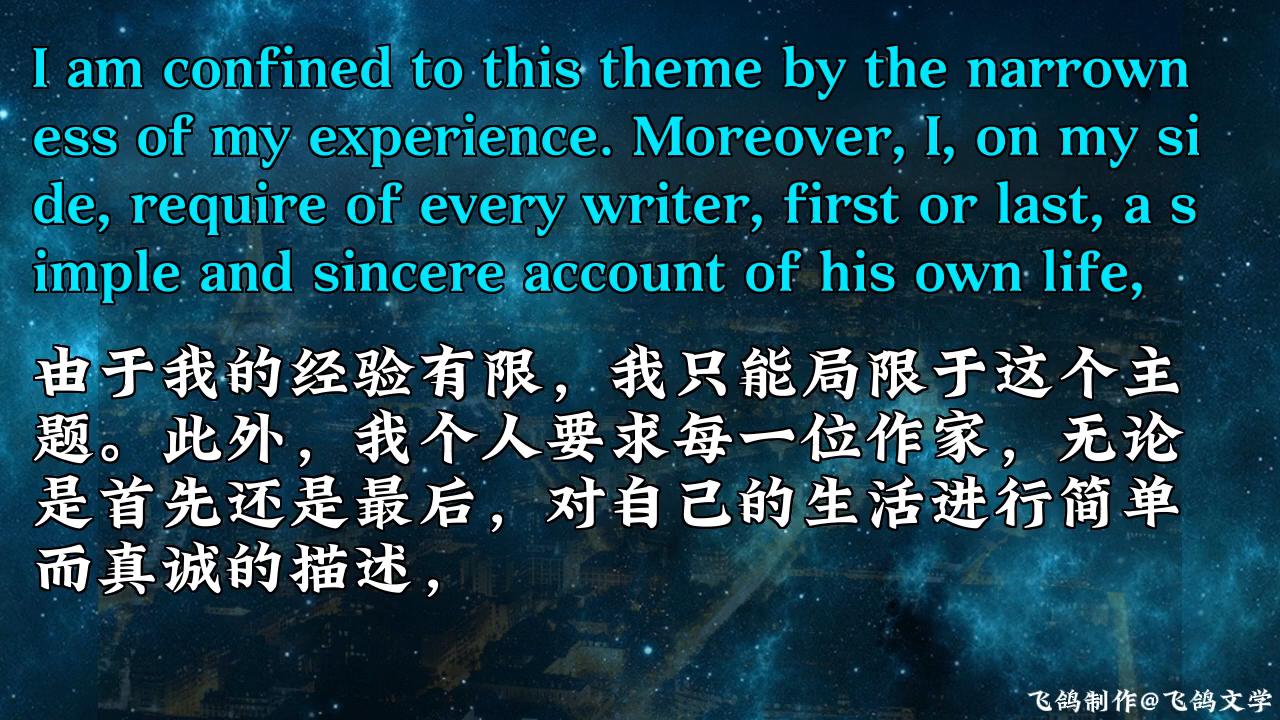 I am confined to this theme by the narrown
ess of my experience. Moreover, I, on my si
de, require of every writer, first or last, a s
imple and sincere account of his own life,
由于我的经验有限，我只能局限于这个主
题。此外，我个人要求每一位作家，无论
是首先还是最后，对自己的生活进行简单
而真诚的描述，
飞鸽制作@飞鸽文学